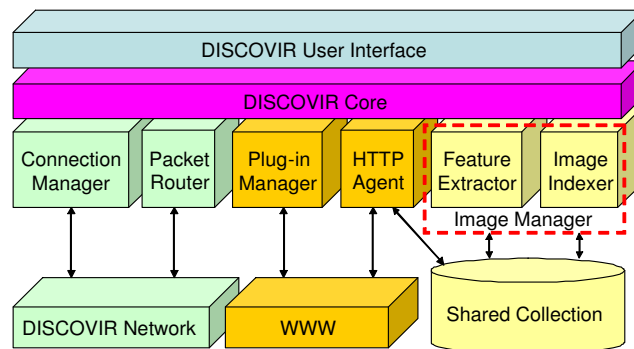 DISCOVIR User Interface
DISCOVIR Core
Connection
Manager
Packet
Router
Plug-in
Manager
HTTP
Agent
Feature
Extractor
Image
Indexer
Image Manager
DISCOVIR Network
WWW
Shared Collection